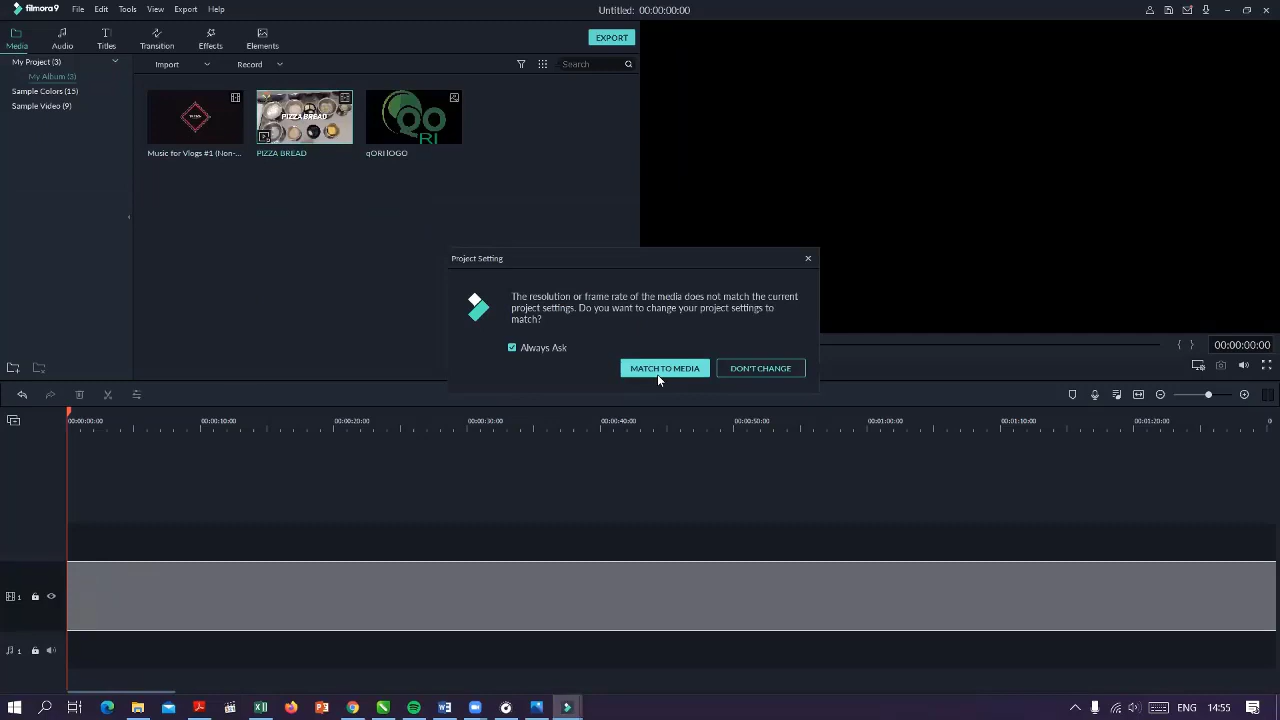 filmora9 File Edit Tools View Export Help Untitled: 00:00:00:00
Media Audio Titles Transition Effects Elements EXPORT
My Project (3)
My Album (3)
Sample Colors (15)
Sample Video (9)
Import Record Search
PIZZA BREAD
QO
RI
Music for Vlogs #1 (Non-... PIZZA BREAD qORI lOGO
Project Setting
The resolution or frame rate of the media does not match the current
project settings. Do you want to change your project settings to
match?
Always Ask
MATCH TO MEDIA DON'T CHANGE
{ } 00:00:00:00
00:00:00:00 00:00:10:00 00:00:20:00 00:00:30:00 00:00:40:00 00:00:50:00 00:01:00:00 00:01:10:00 00:01:20:00 0
1
1
ENG 14:55